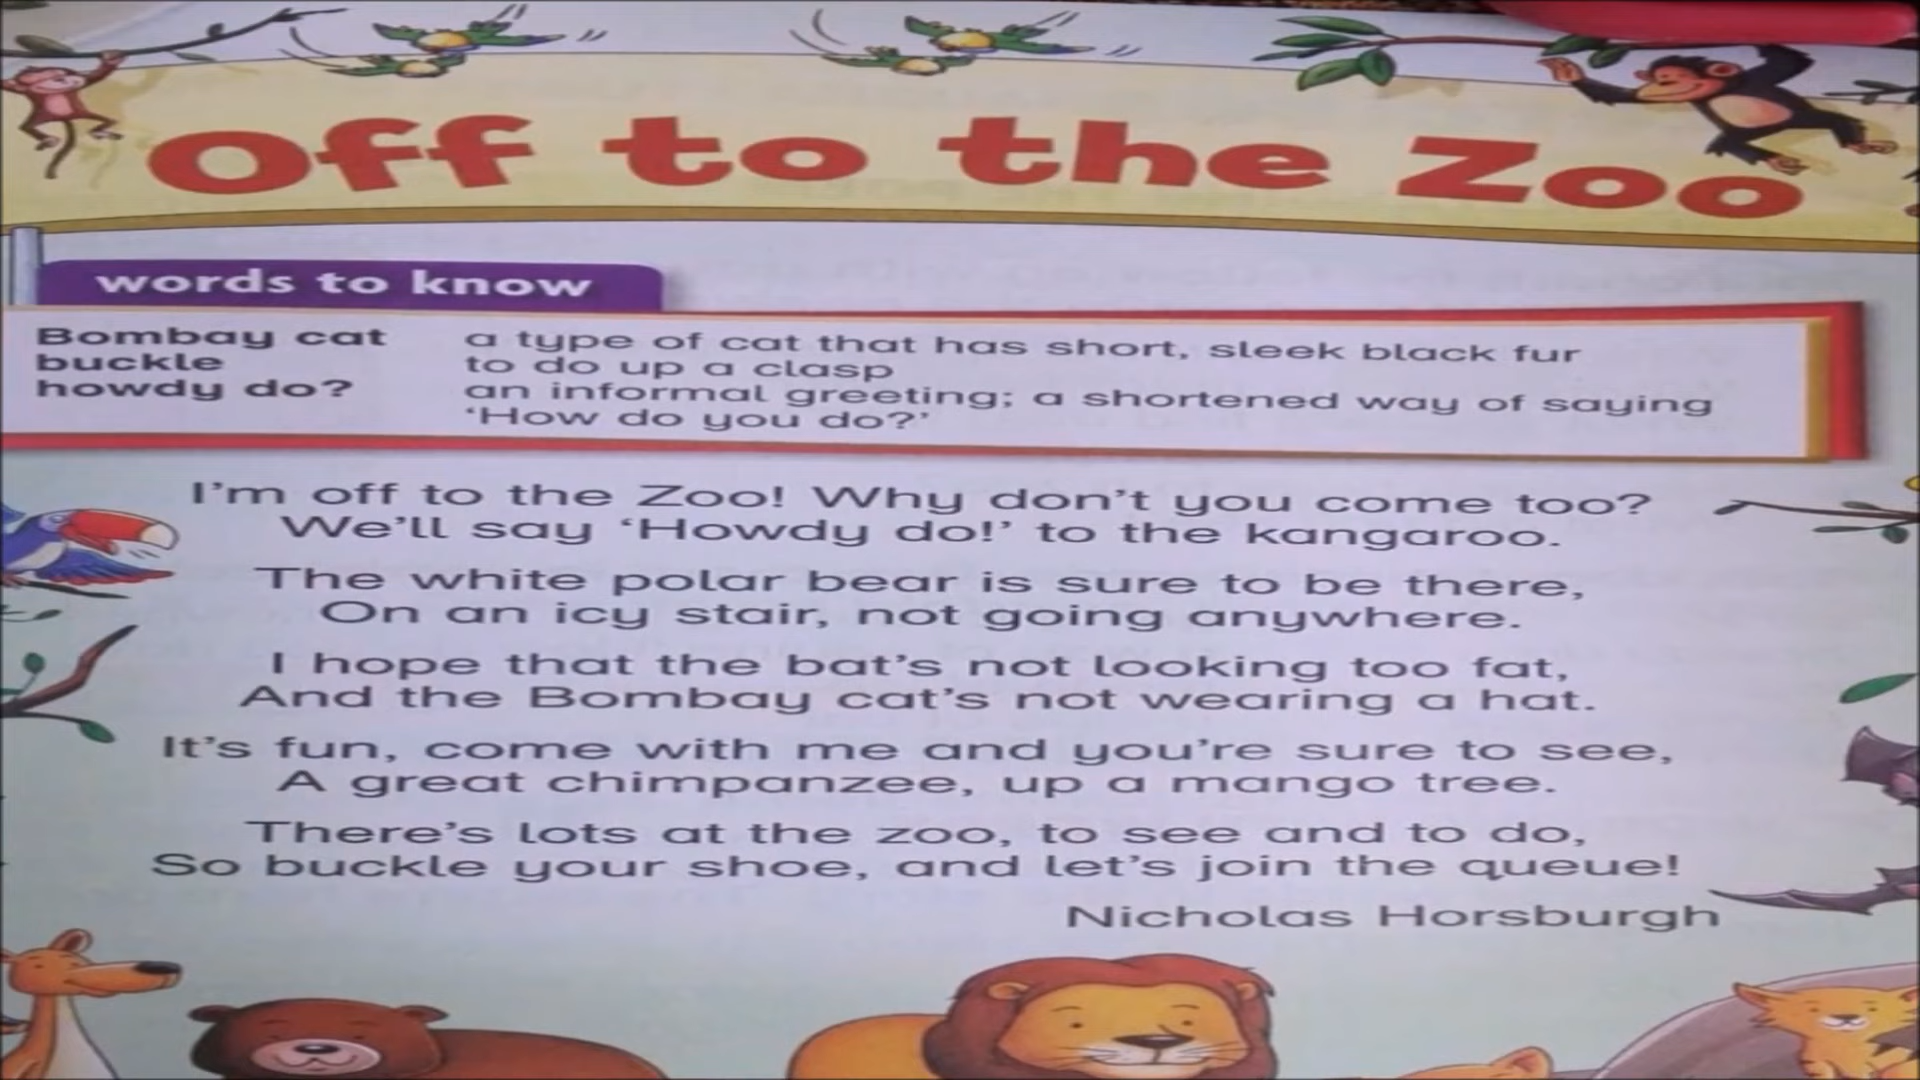 Off to the Zoo
words to know
Bombay cat a type of cat that has short, sleek black fur
buckle to do up a clasp
howdy do? an informal greeting; a shortened way of saying
'How do you do?'
I'm off to the Zoo! Why don't you come too?
We'll say 'Howdy do!' to the kangaroo.
The white polar bear is sure to be there,
On an icy stair, not going anywhere.
I hope that the bat's not looking too fat,
And the Bombay cat's not wearing a hat.
It's fun, come with me and you're sure to see,
A great chimpanzee, up a mango tree.
There's lots at the zoo, to see and to do,
So buckle your shoe, and let's join the queue!
Nicholas Horsburgh